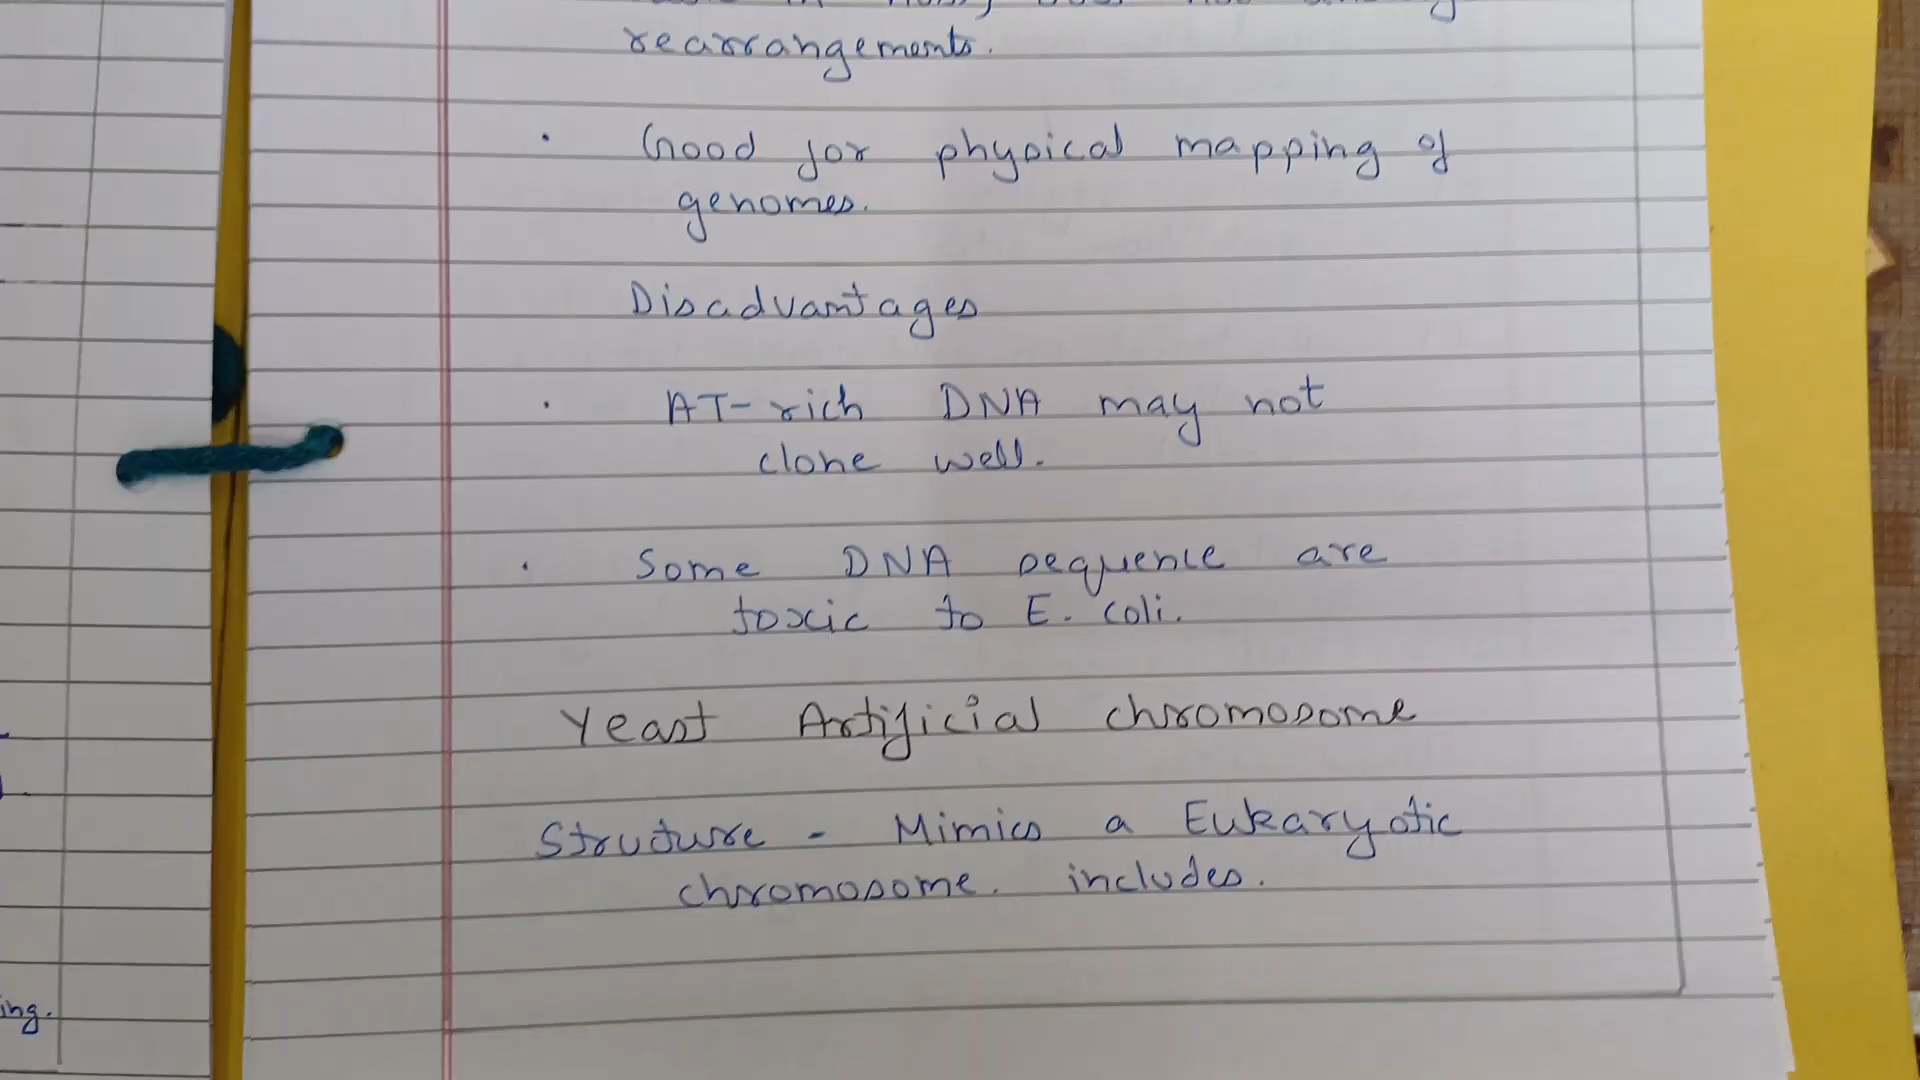 rearrangements.
· Good for physical mapping of
genomes.
Disadvantages
· AT-rich DNA may not
clone well.
· Some DNA sequence are
toxic to E. coli.
Yeast Artificial chromosome
Structure - Mimics a Eukaryotic
chromosome. includes.
ing.